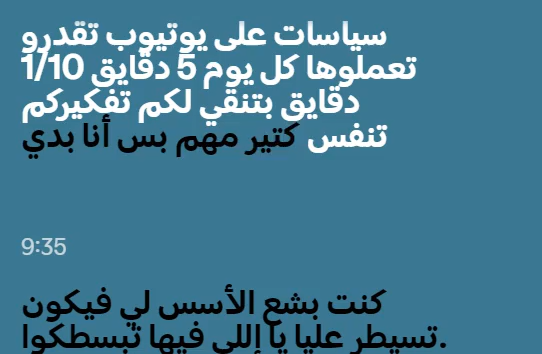 سياسات على يوتيوب تقدرو
تعملوها كل يوم 5 دقايق 1/10
دقايق بتنقي لكم تفكيركم
تنفس كتير مهم بس أنا بدي
9:35
كنت بشع الأسس لي فيكون
تسيطر عليا يا إللي فيها تبسطكوا.